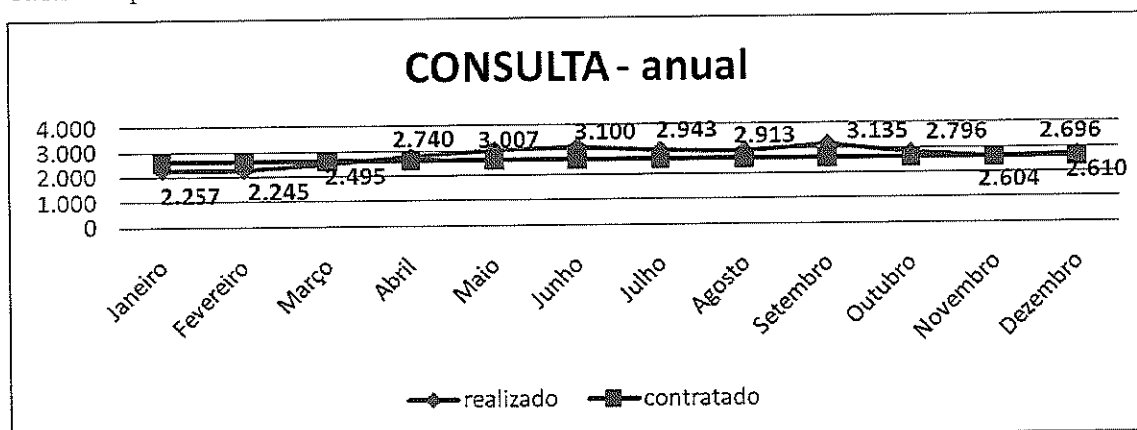 CONSULTA - anual
4.000
3.000
2.000
1.000
0
2.257
2.245
2.495
2.740
3.007
3.100
2.943
2.913
3.135
2.796
2.604
2.696
2.610
Janeiro
Fevereiro
Março
Abril
Maio
Junho
Julho
Agosto
Setembro
Outubro
Novembro
Dezembro
realizado
contratado